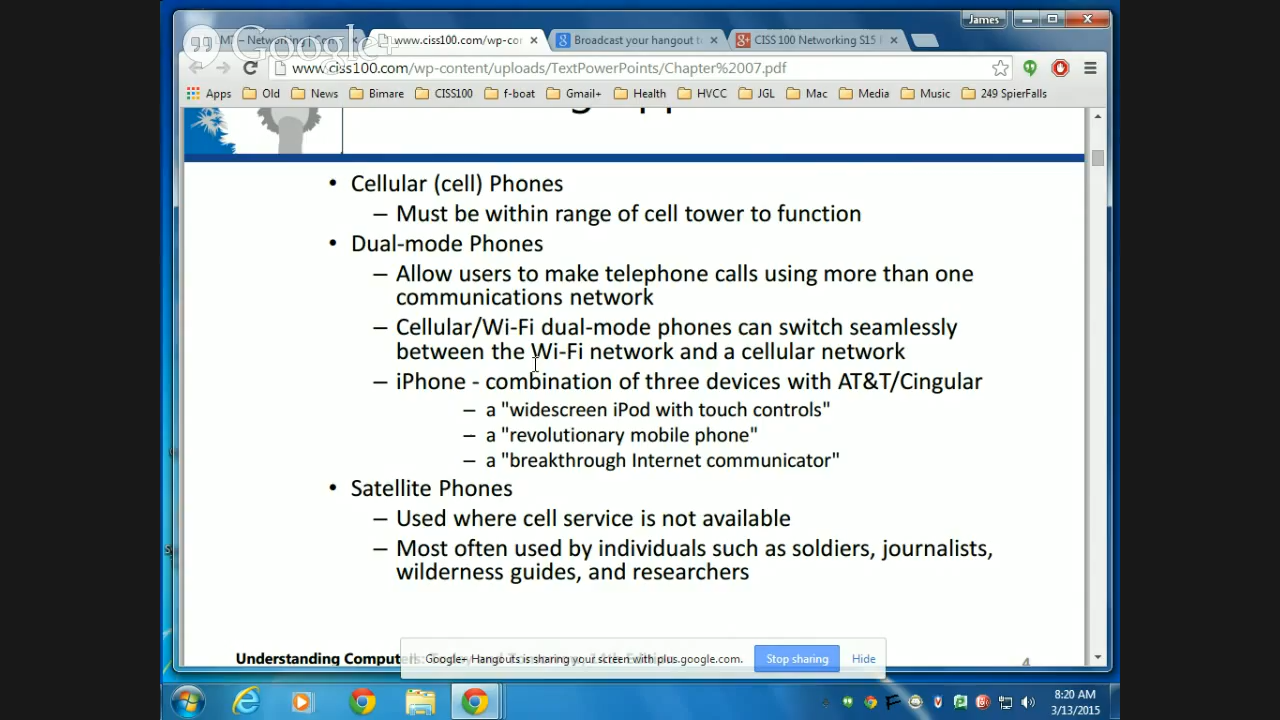 James
Google+
www.ciss100.com/wp-co
Broadcast your hangout t
CISS 100 Networking S15
www.ciss100.com/wp-content/uploads/TextPowerPoints/Chapter%2007.pdf
Apps Old News Bimare CISS100 f-boat Gmail+ Health HVCC JGL Mac Media Music 249 SpierFalls
• Cellular (cell) Phones
– Must be within range of cell tower to function
• Dual-mode Phones
– Allow users to make telephone calls using more than one
communications network
– Cellular/Wi-Fi dual-mode phones can switch seamlessly
between the Wi-Fi network and a cellular network
– iPhone - combination of three devices with AT&T/Cingular
– a "widescreen iPod with touch controls"
– a "revolutionary mobile phone"
– a "breakthrough Internet communicator"
• Satellite Phones
– Used where cell service is not available
– Most often used by individuals such as soldiers, journalists,
wilderness guides, and researchers
Understanding Comput
Google+ Hangouts is sharing your screen with plus.google.com. Stop sharing Hide
4
8:20 AM
3/13/2015